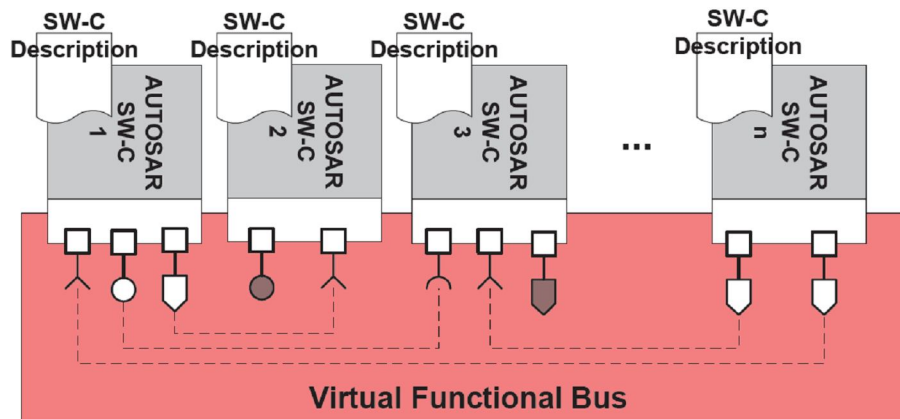 SW-C
Description
AUTOSAR
SW-C
1
SW-C
Description
AUTOSAR
SW-C
2
SW-C
Description
AUTOSAR
SW-C
3
...
SW-C
Description
AUTOSAR
SW-C
n
Virtual Functional Bus